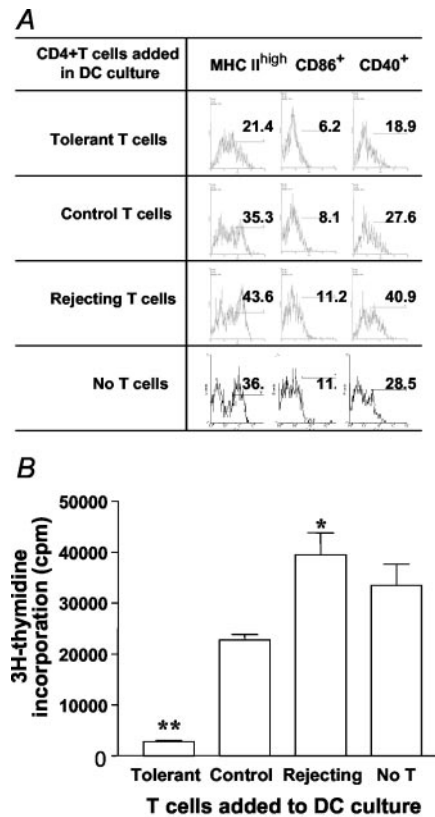 A
CD4+T cells added
in DC culture
MHC IIhigh CD86+ CD40+
Tolerant T cells
21.4 6.2 18.9
Control T cells
35.3 8.1 27.6
Rejecting T cells
43.6 11.2 40.9
No T cells
36. 11. 28.5
B
3H-thymidine
incorporation (cpm)
50000
40000
30000
20000
10000
0
**
*
Tolerant Control Rejecting No T
T cells added to DC culture